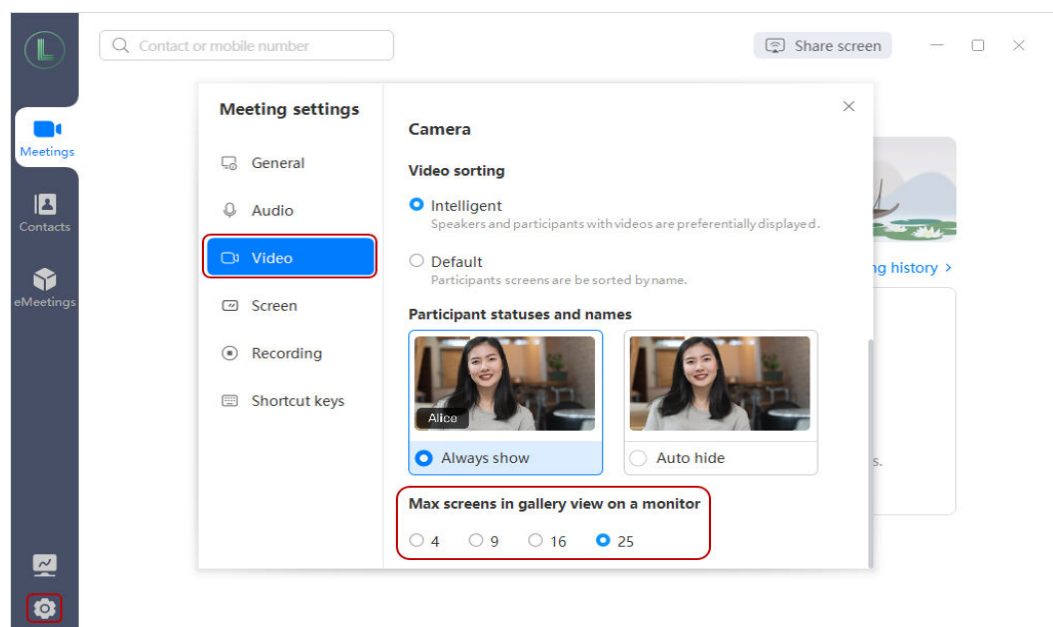 L
Contact or mobile number
Share screen
Meetings
Contacts
eMeetings
Meeting settings
General
Audio
Video
Screen
Recording
Shortcut keys
Camera
Video sorting
Intelligent
Speakers and participants with videos are preferentially displayed.
Default
Participants screens are be sorted by name.
Participant statuses and names
Alice
Always show
Auto hide
Max screens in gallery view on a monitor
4 9 16 25
history
s.